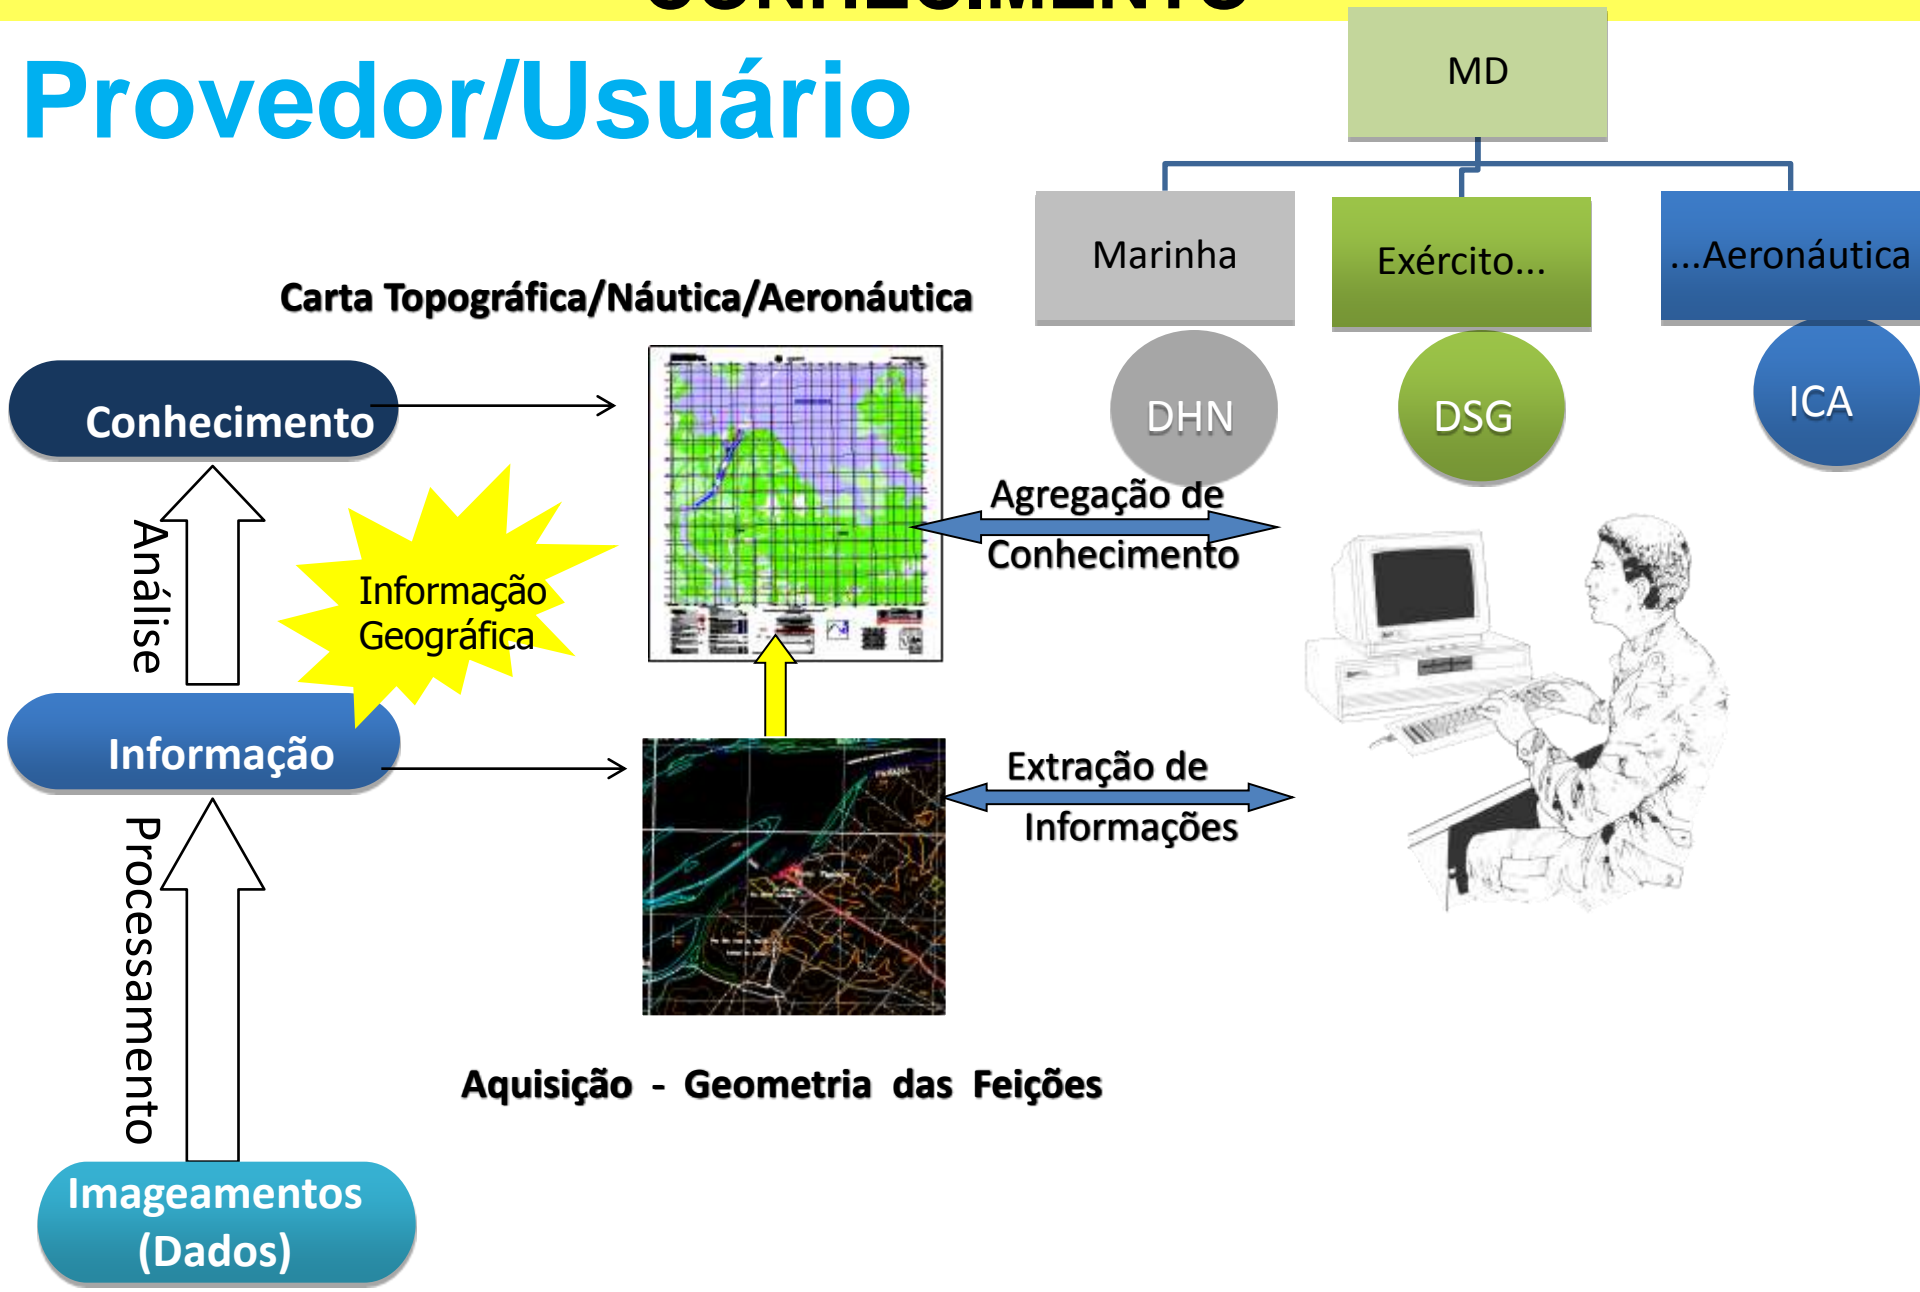 CONHECIMENTO
Provedor/Usuário
MD
Marinha
Exército...
...Aeronáutica
DHN
DSG
ICA
Carta Topográfica/Náutica/Aeronáutica
Conhecimento
Análise
Informação
Geográfica
Agregação de
Conhecimento
Informação
Extração de
Informações
Processamento
Aquisição - Geometria das Feições
Imageamentos
(Dados)